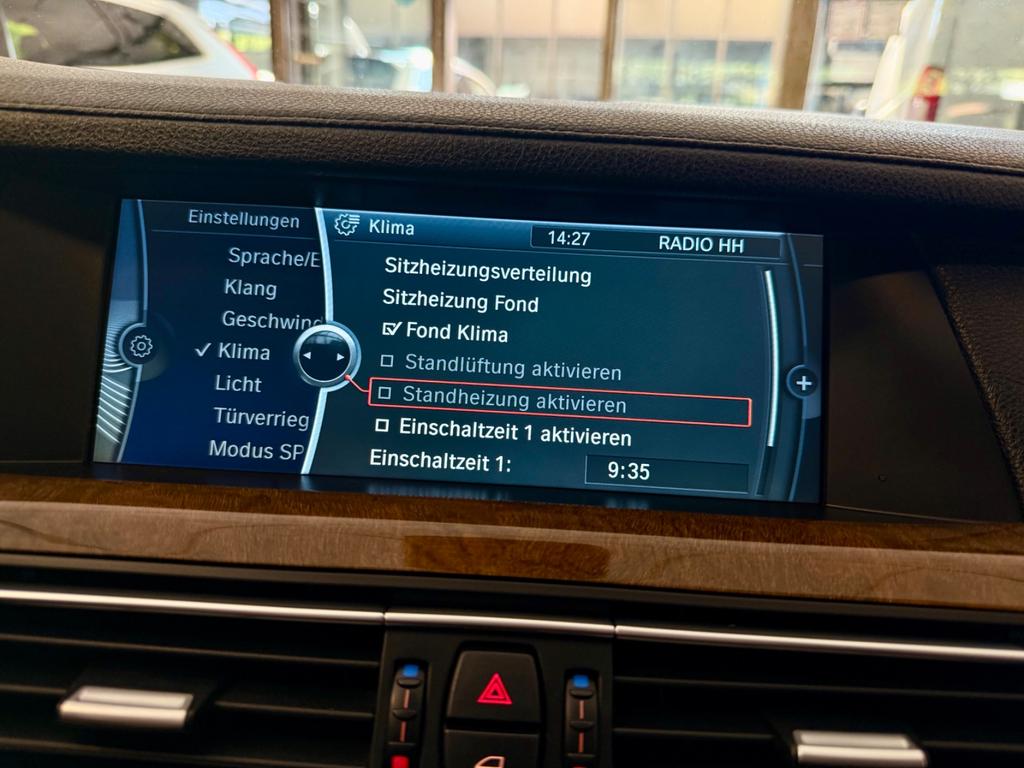 Einstellungen
Sprache/E
Klang
Geschwind
Klima
Licht
Türverrieg
Modus SP
Klima
14:27
RADIO HH
Sitzheizungsverteilung
Sitzheizung Fond
Fond Klima
Standlüftung aktivieren
Standheizung aktivieren
Einschaltzeit 1 aktivieren
Einschaltzeit 1: 9:35